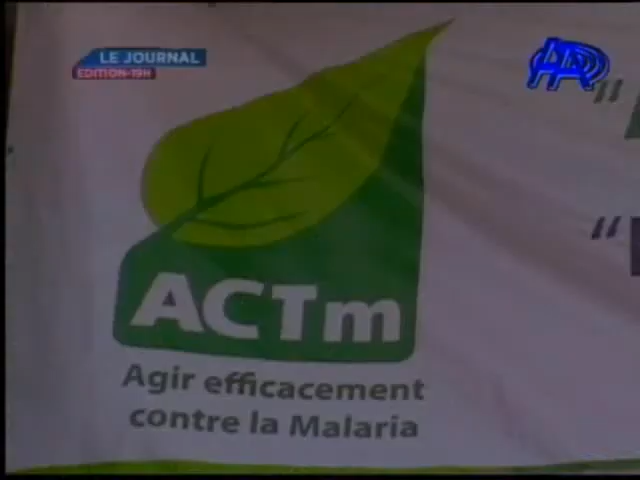 LE JOURNAL
EDITION-19H
ACTm
Agir efficacement
contre la Malaria
"
"